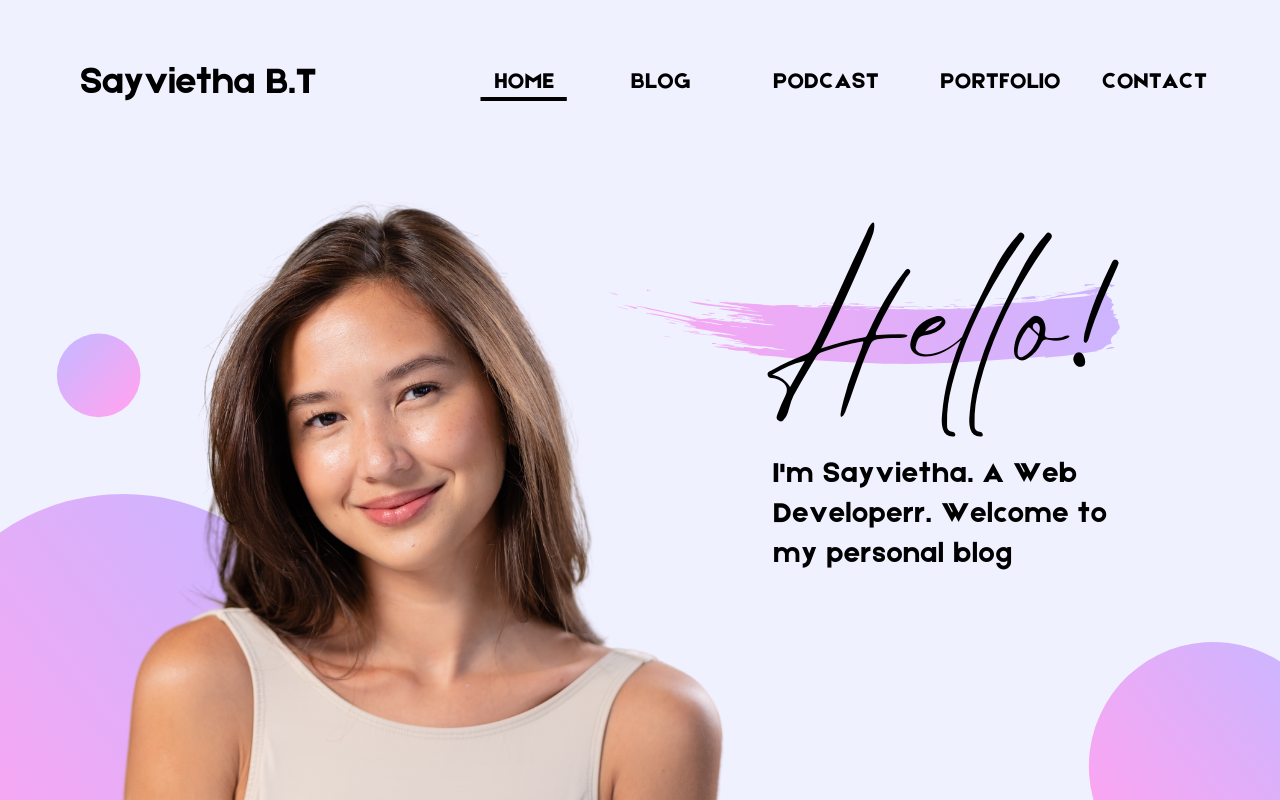 Sayvietha B.T
HOME
BLOG
PODCAST
PORTFOLIO
CONTACT
Hello!
I'm Sayvietha. A Web
Developerr. Welcome to
my personal blog